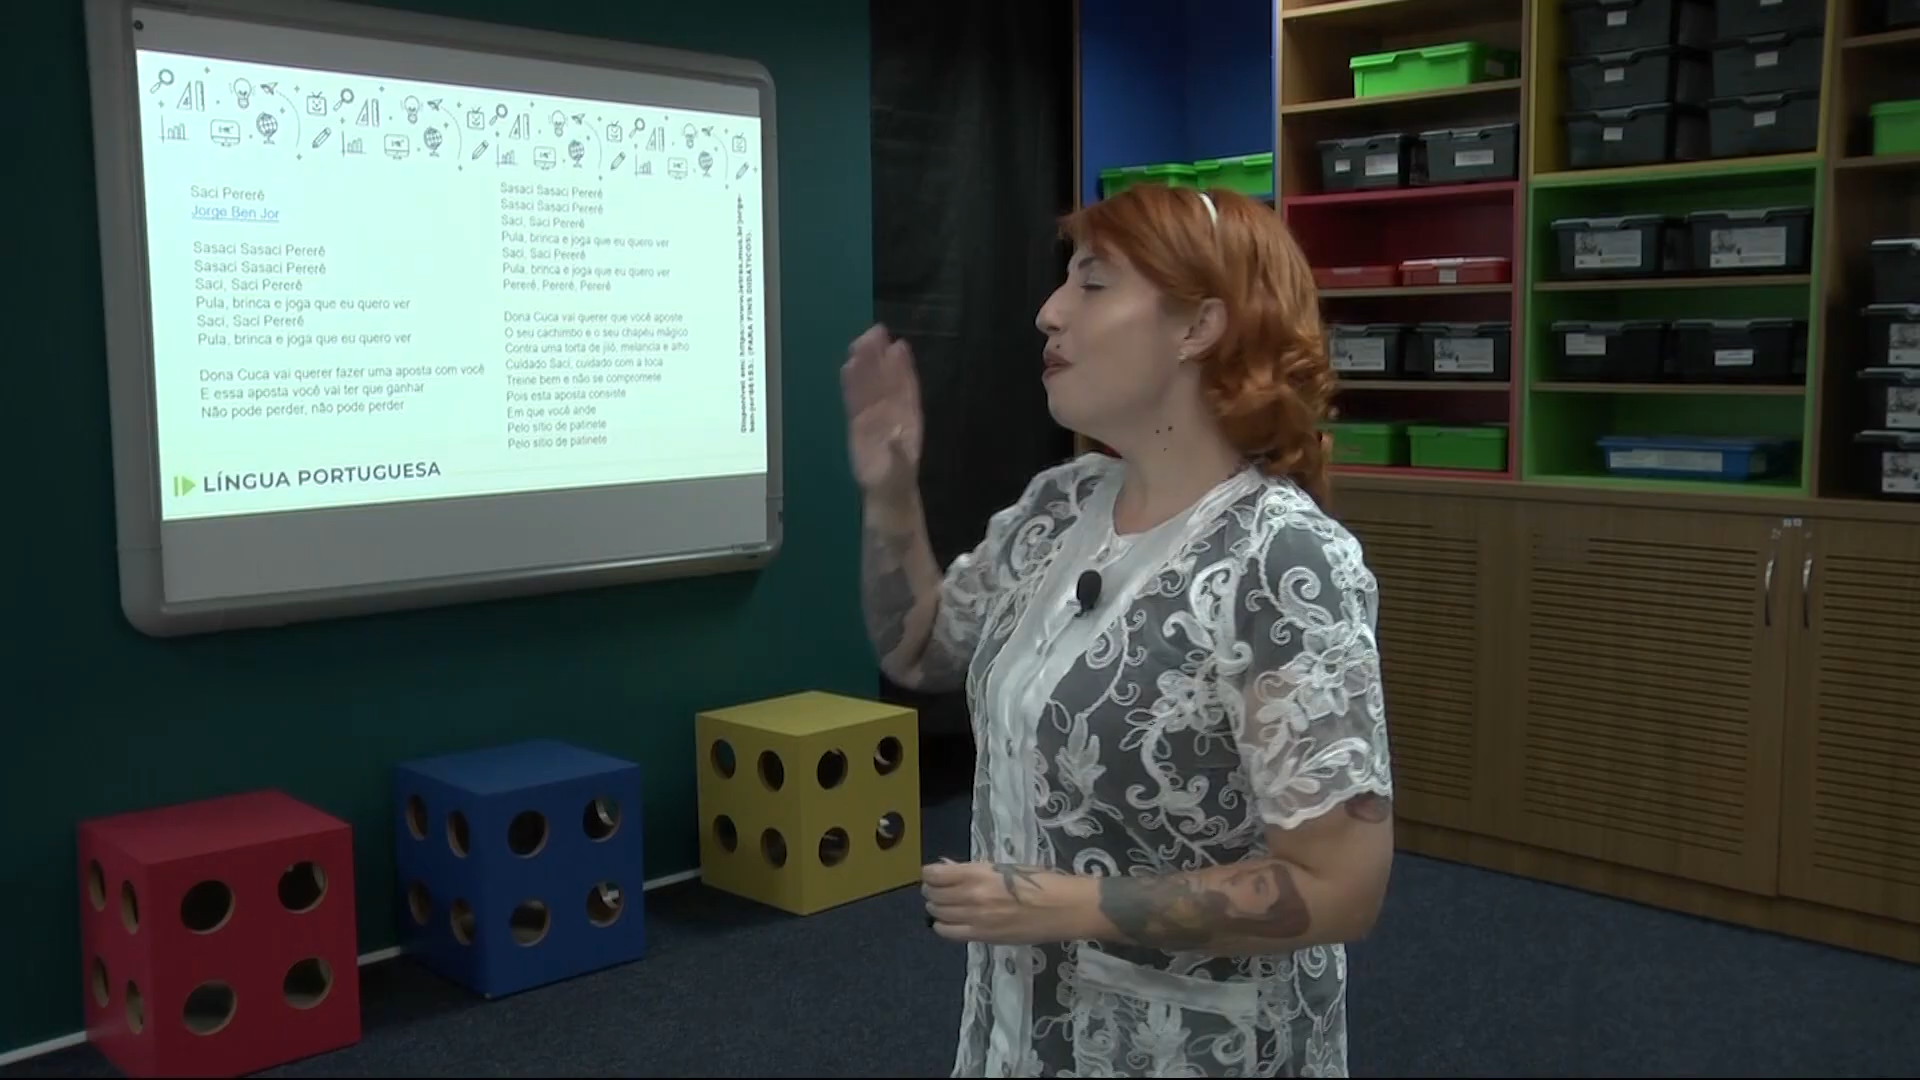 Saci Pererê
Jorge Ben Jor
Sasaci Sasaci Pererê
Sasaci Sasaci Pererê
Saci, Saci Pererê
Pula, brinca e joga que eu quero ver
Saci, Saci Pererê
Pula, brinca e joga que eu quero ver
Dona Cuca vai querer fazer uma aposta com você
E essa aposta você vai ter que ganhar
Não pode perder, não pode perder
Sasaci Sasaci Pererê
Sasaci Sasaci Pererê
Saci, Saci Pererê
Pula, brinca e joga que eu quero ver
Saci, Saci Pererê
Pula, brinca e joga que eu quero ver
Pererê, Pererê, Pererê
Dona Cuca vai querer que você aposte
O seu cachimbo e o seu chapéu mágico
Contra uma torta de jiló, melancia e alho
Cuidado Saci, cuidado com a toca
Treine bem e não se compromete
Pois esta aposta consiste
Em que você ande
Pelo sítio de patinete
Pelo sítio de patinete
(PARA FINS DIDÁTICOS).
LÍNGUA PORTUGUESA